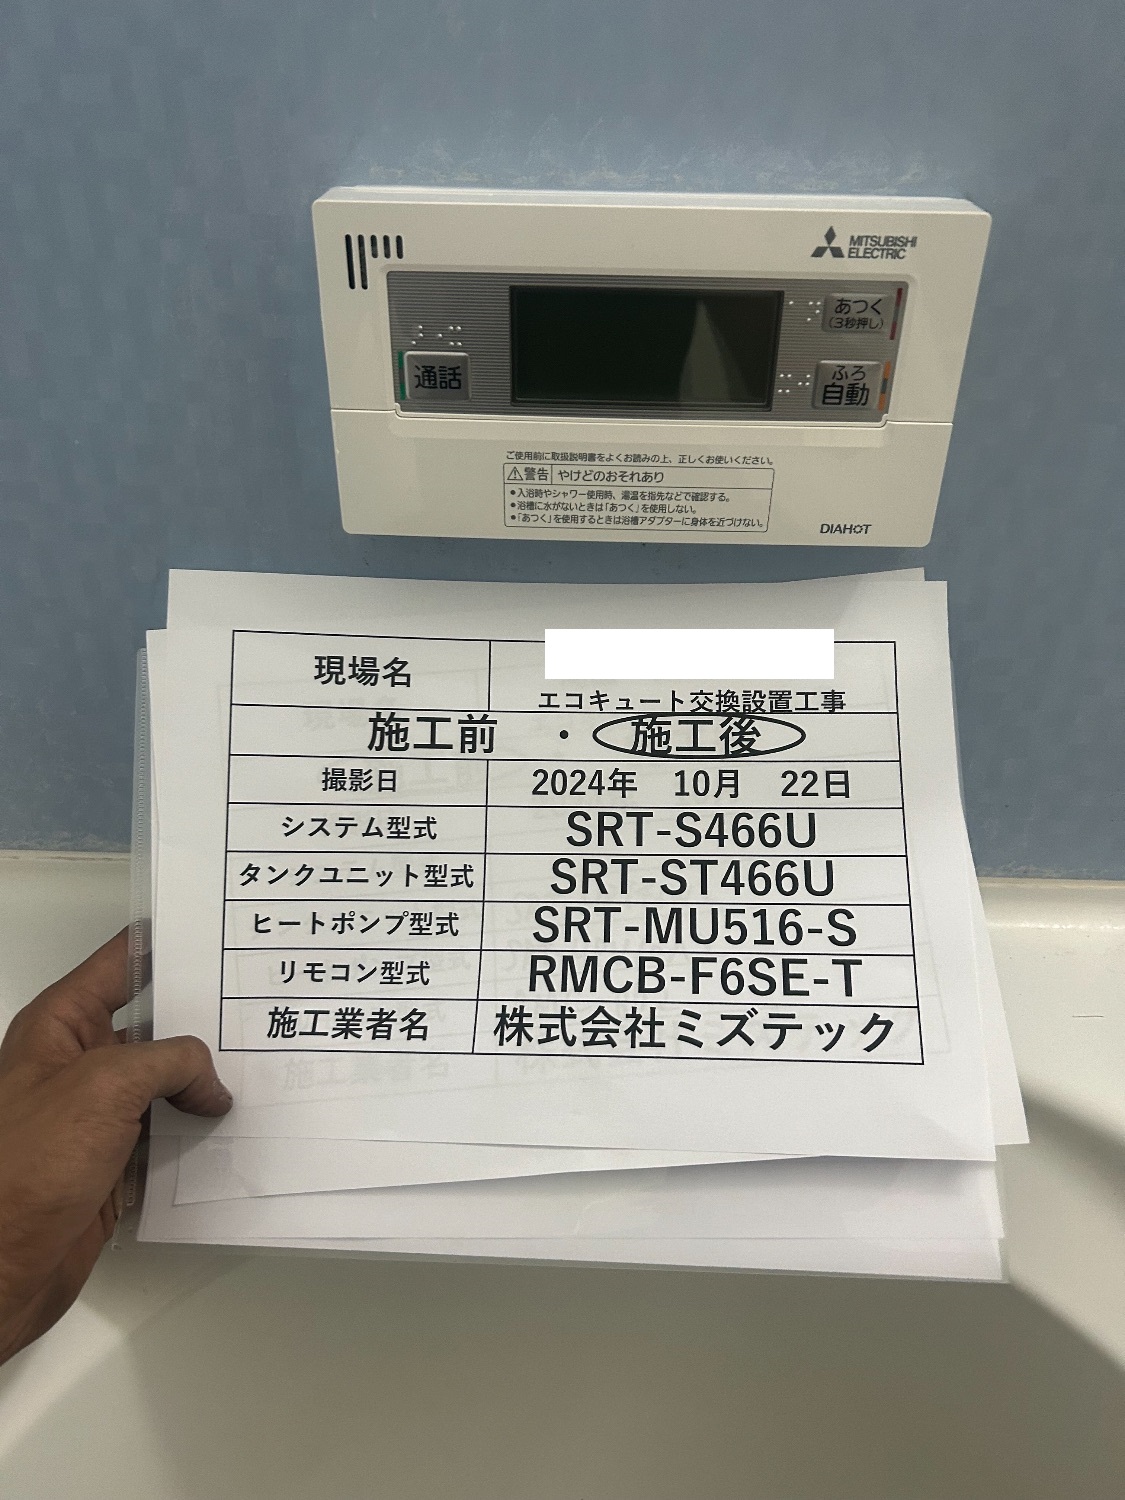 MITSUBISHI
ELECTRIC
あつく
(3秒押し)
通話
ふろ
自動
ご使用前に取扱説明書をよくお読みの上、正しくお使いください。
警告 やけどのおそれあり
●入浴時やシャワー使用時、湯温を指先などで確認する。
●浴槽に水がないときは「あつく」を使用しない。
●「あつく」を使用するときは浴槽アダプターに身体を近づけない。
DIAHOT
現場名
エコキュート交換設置工事
施工前 ・ 施工後
撮影日 2024年 10月 22日
システム型式 SRT-S466U
タンクユニット型式 SRT-ST466U
ヒートポンプ型式 SRT-MU516-S
リモコン型式 RMCB-F6SE-T
施工業者名 株式会社ミズテック